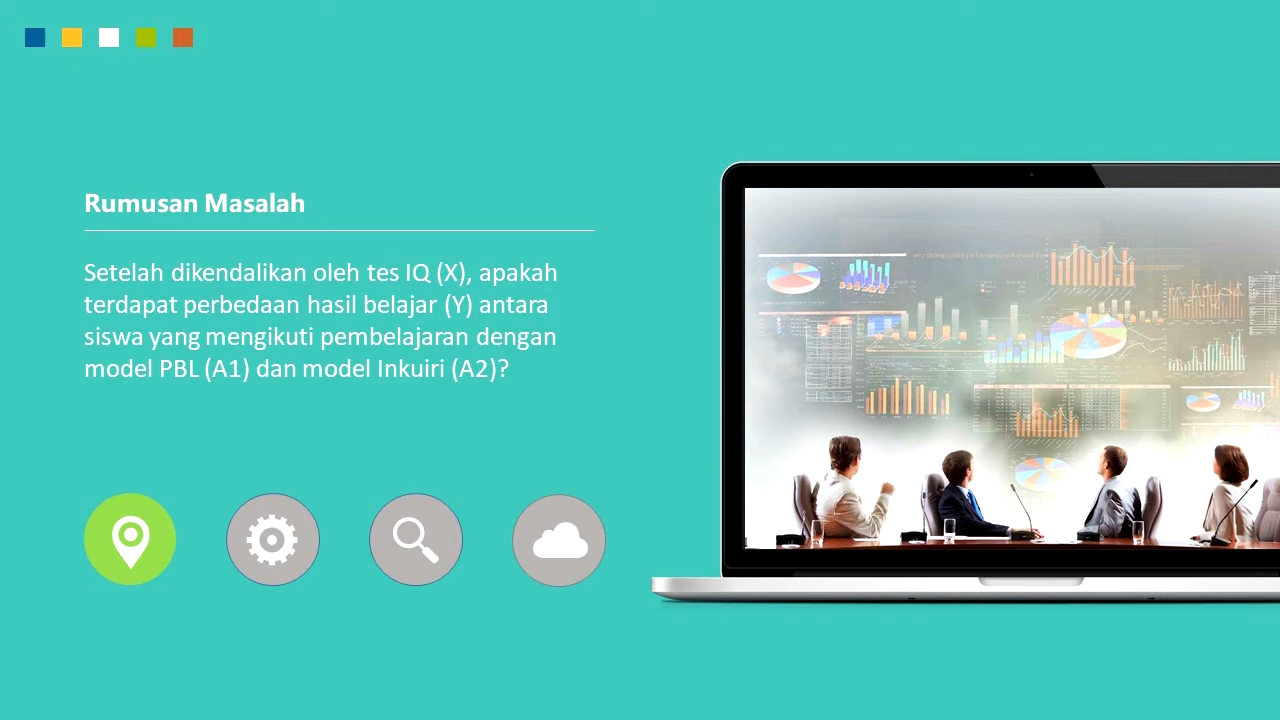 Rumusan Masalah
Setelah dikendalikan oleh tes IQ (X), apakah
terdapat perbedaan hasil belajar (Y) antara
siswa yang mengikuti pembelajaran dengan
model PBL (A1) dan model Inkuiri (A2)?